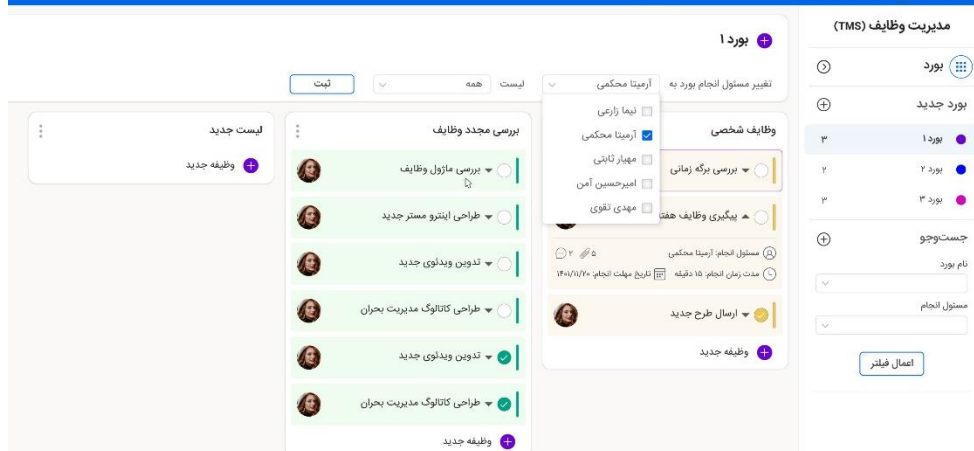 مدیریت وظایف (TMS)
بورد
بورد جدید
بورد ۱ ۳
بورد ۲ ۲
بورد ۳ ۳
جست‌وجو
نام بورد
مسئول انجام
اعمال فیلتر
بورد ۱
تغییر مسئول انجام بورد به آرمیتا محکمی لیست همه ثبت
نیما زارعی
آرمیتا محکمی
مهیار ثابتی
امیرحسین آمن
مهدی تقوی
وظایف شخصی
بررسی برگه زمانی
پیگیری وظایف هفت
مسئول انجام: آرمیتا محکمی ۵ ۲
مدت زمان انجام: ۱۵ دقیقه تاریخ مهلت انجام: ۱۴۰۱/۱۱/۲۰
ارسال طرح جدید
وظیفه جدید
بررسی مجدد وظایف
بررسی ماژول وظایف
طراحی اینترو مستر جدید
تدوین ویدئوی جدید
طراحی کاتالوگ مدیریت بحران
تدوین ویدئوی جدید
طراحی کاتالوگ مدیریت بحران
وظیفه جدید
لیست جدید
وظیفه جدید